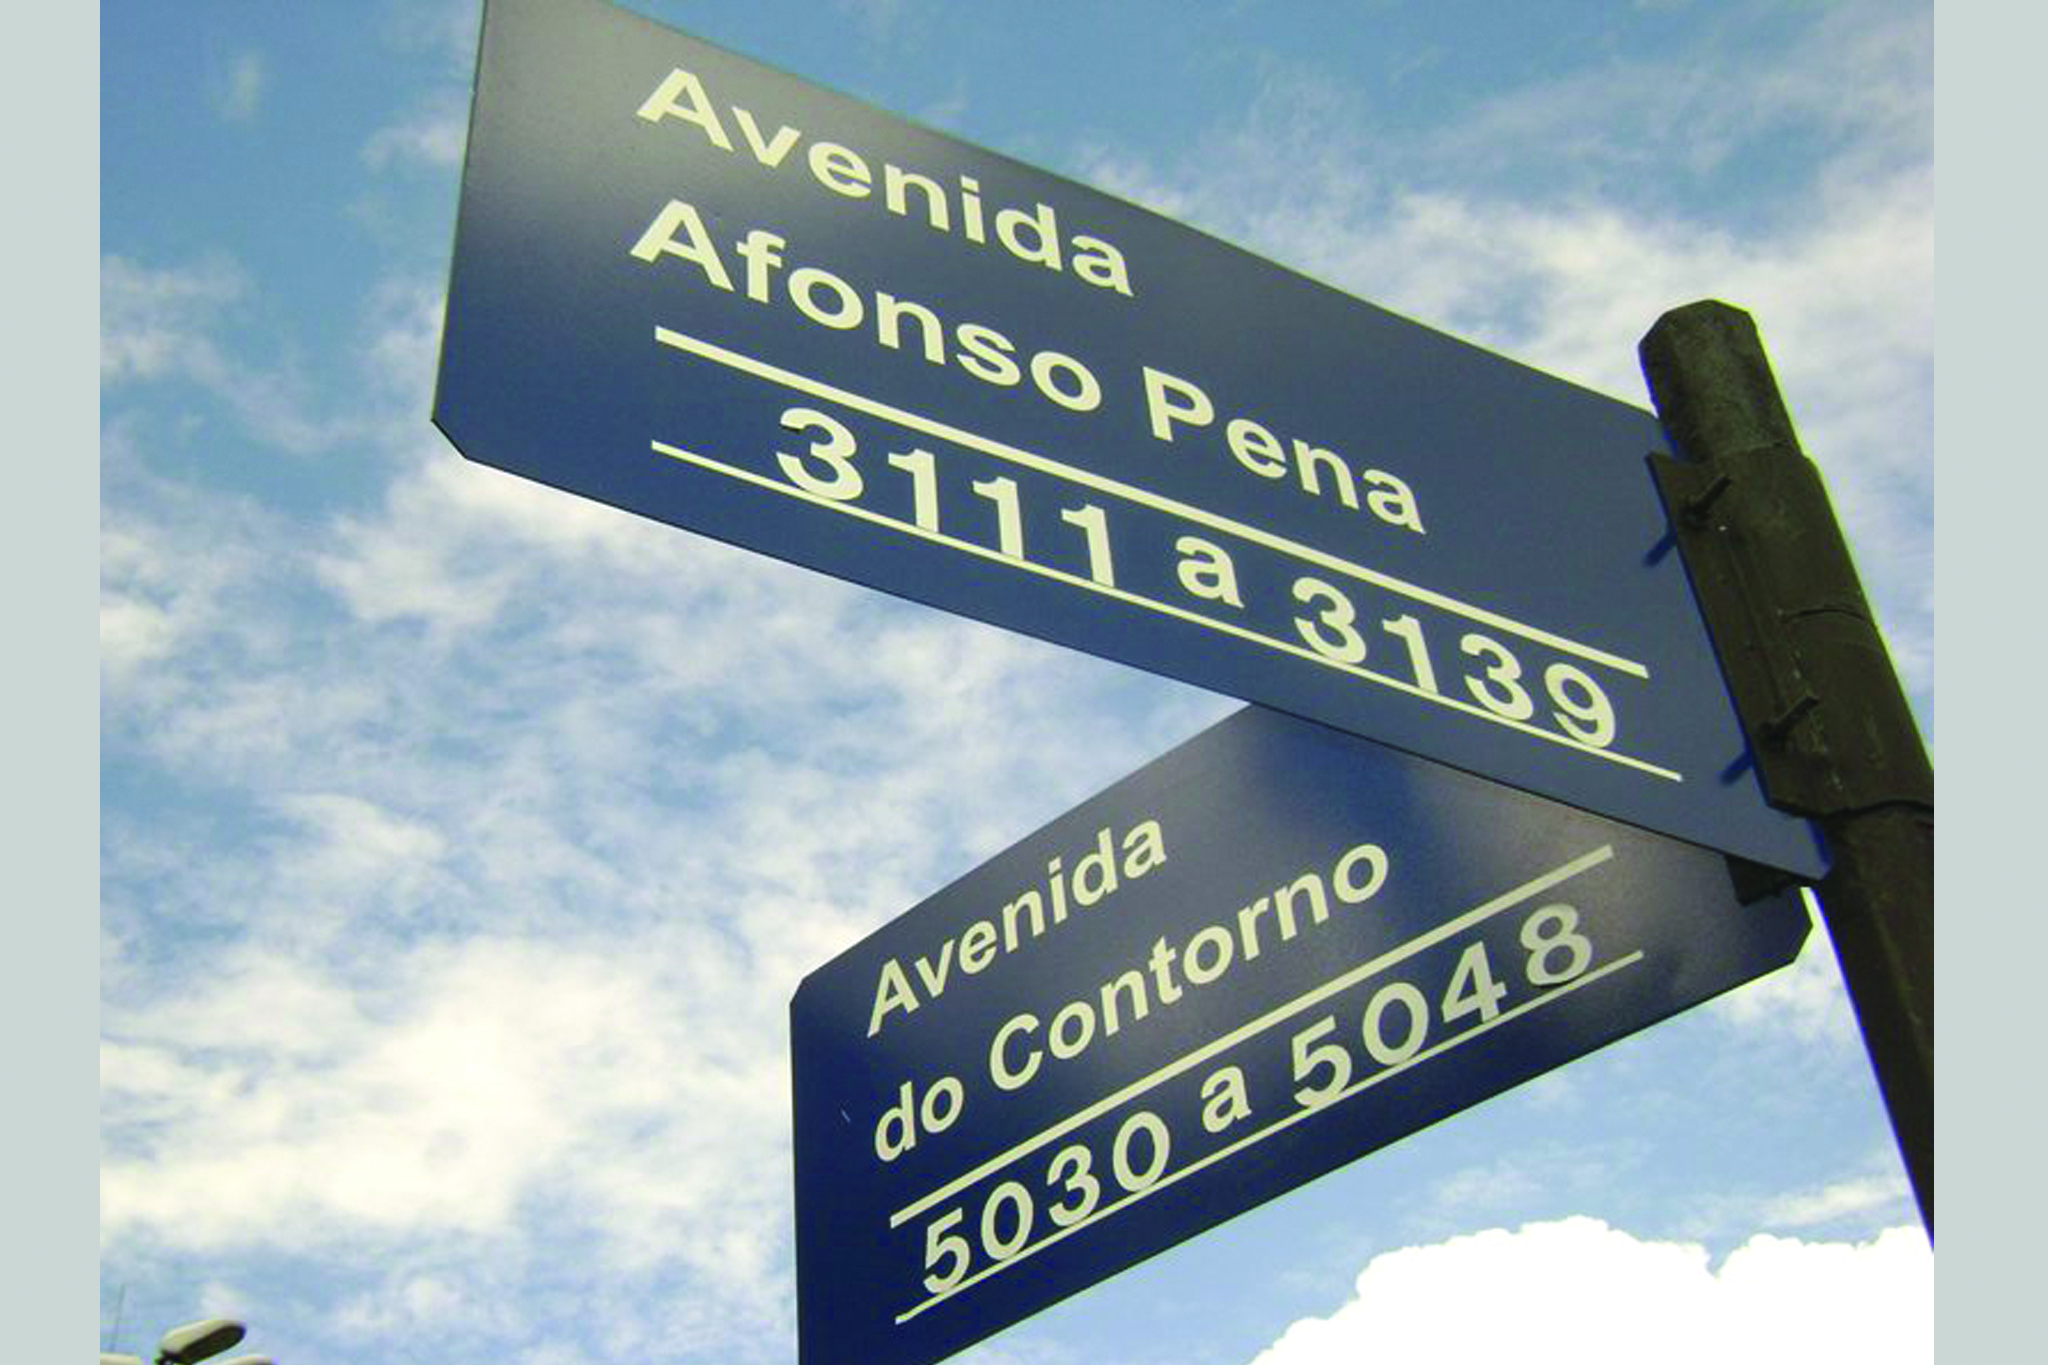 Avenida
Afonso Pena
3111 a 3139
Avenida
do Contorno
5030 a 5048